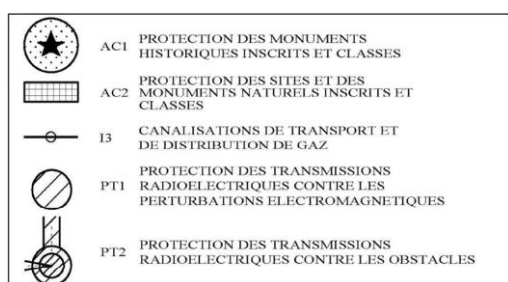 AC1 PROTECTION DES MONUMENTS
HISTORIQUES INSCRITS ET CLASSES
AC2 PROTECTION DES SITES ET DES
MONUMENTS NATURELS INSCRITS ET
CLASSES
I3 CANALISATIONS DE TRANSPORT ET
DE DISTRIBUTION DE GAZ
PT1 PROTECTION DES TRANSMISSIONS
RADIOELECTRIQUES CONTRE LES
PERTURBATIONS ELECTROMAGNETIQUES
PT2 PROTECTION DES TRANSMISSIONS
RADIOELECTRIQUES CONTRE LES OBSTACLES